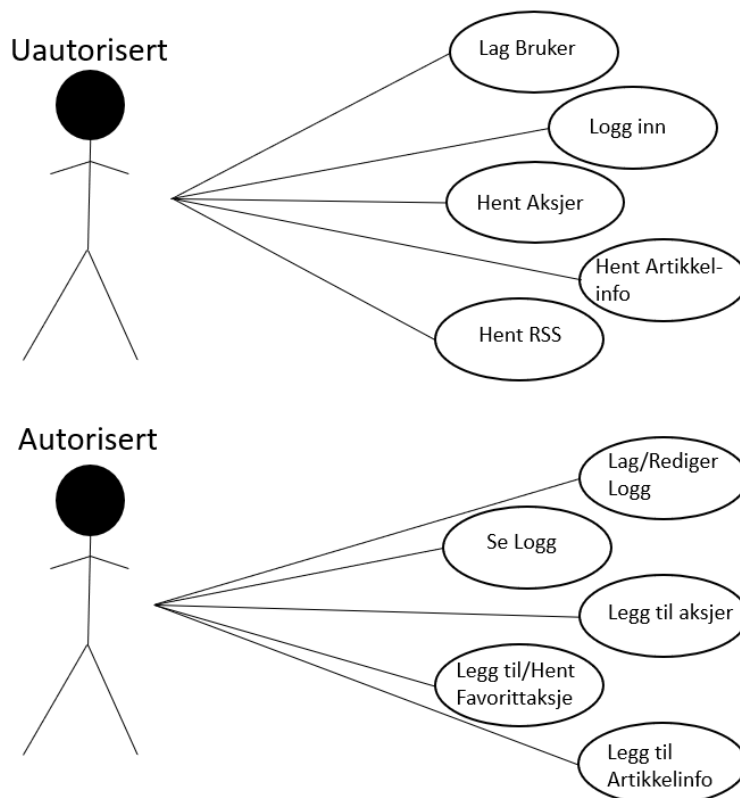 Uautorisert
Lag Bruker
Logg inn
Hent Aksjer
Hent Artikkel-
info
Hent RSS
Autorisert
Lag/Rediger
Logg
Se Logg
Legg til aksjer
Legg til/Hent
Favorittaksje
Legg til
Artikkelinfo